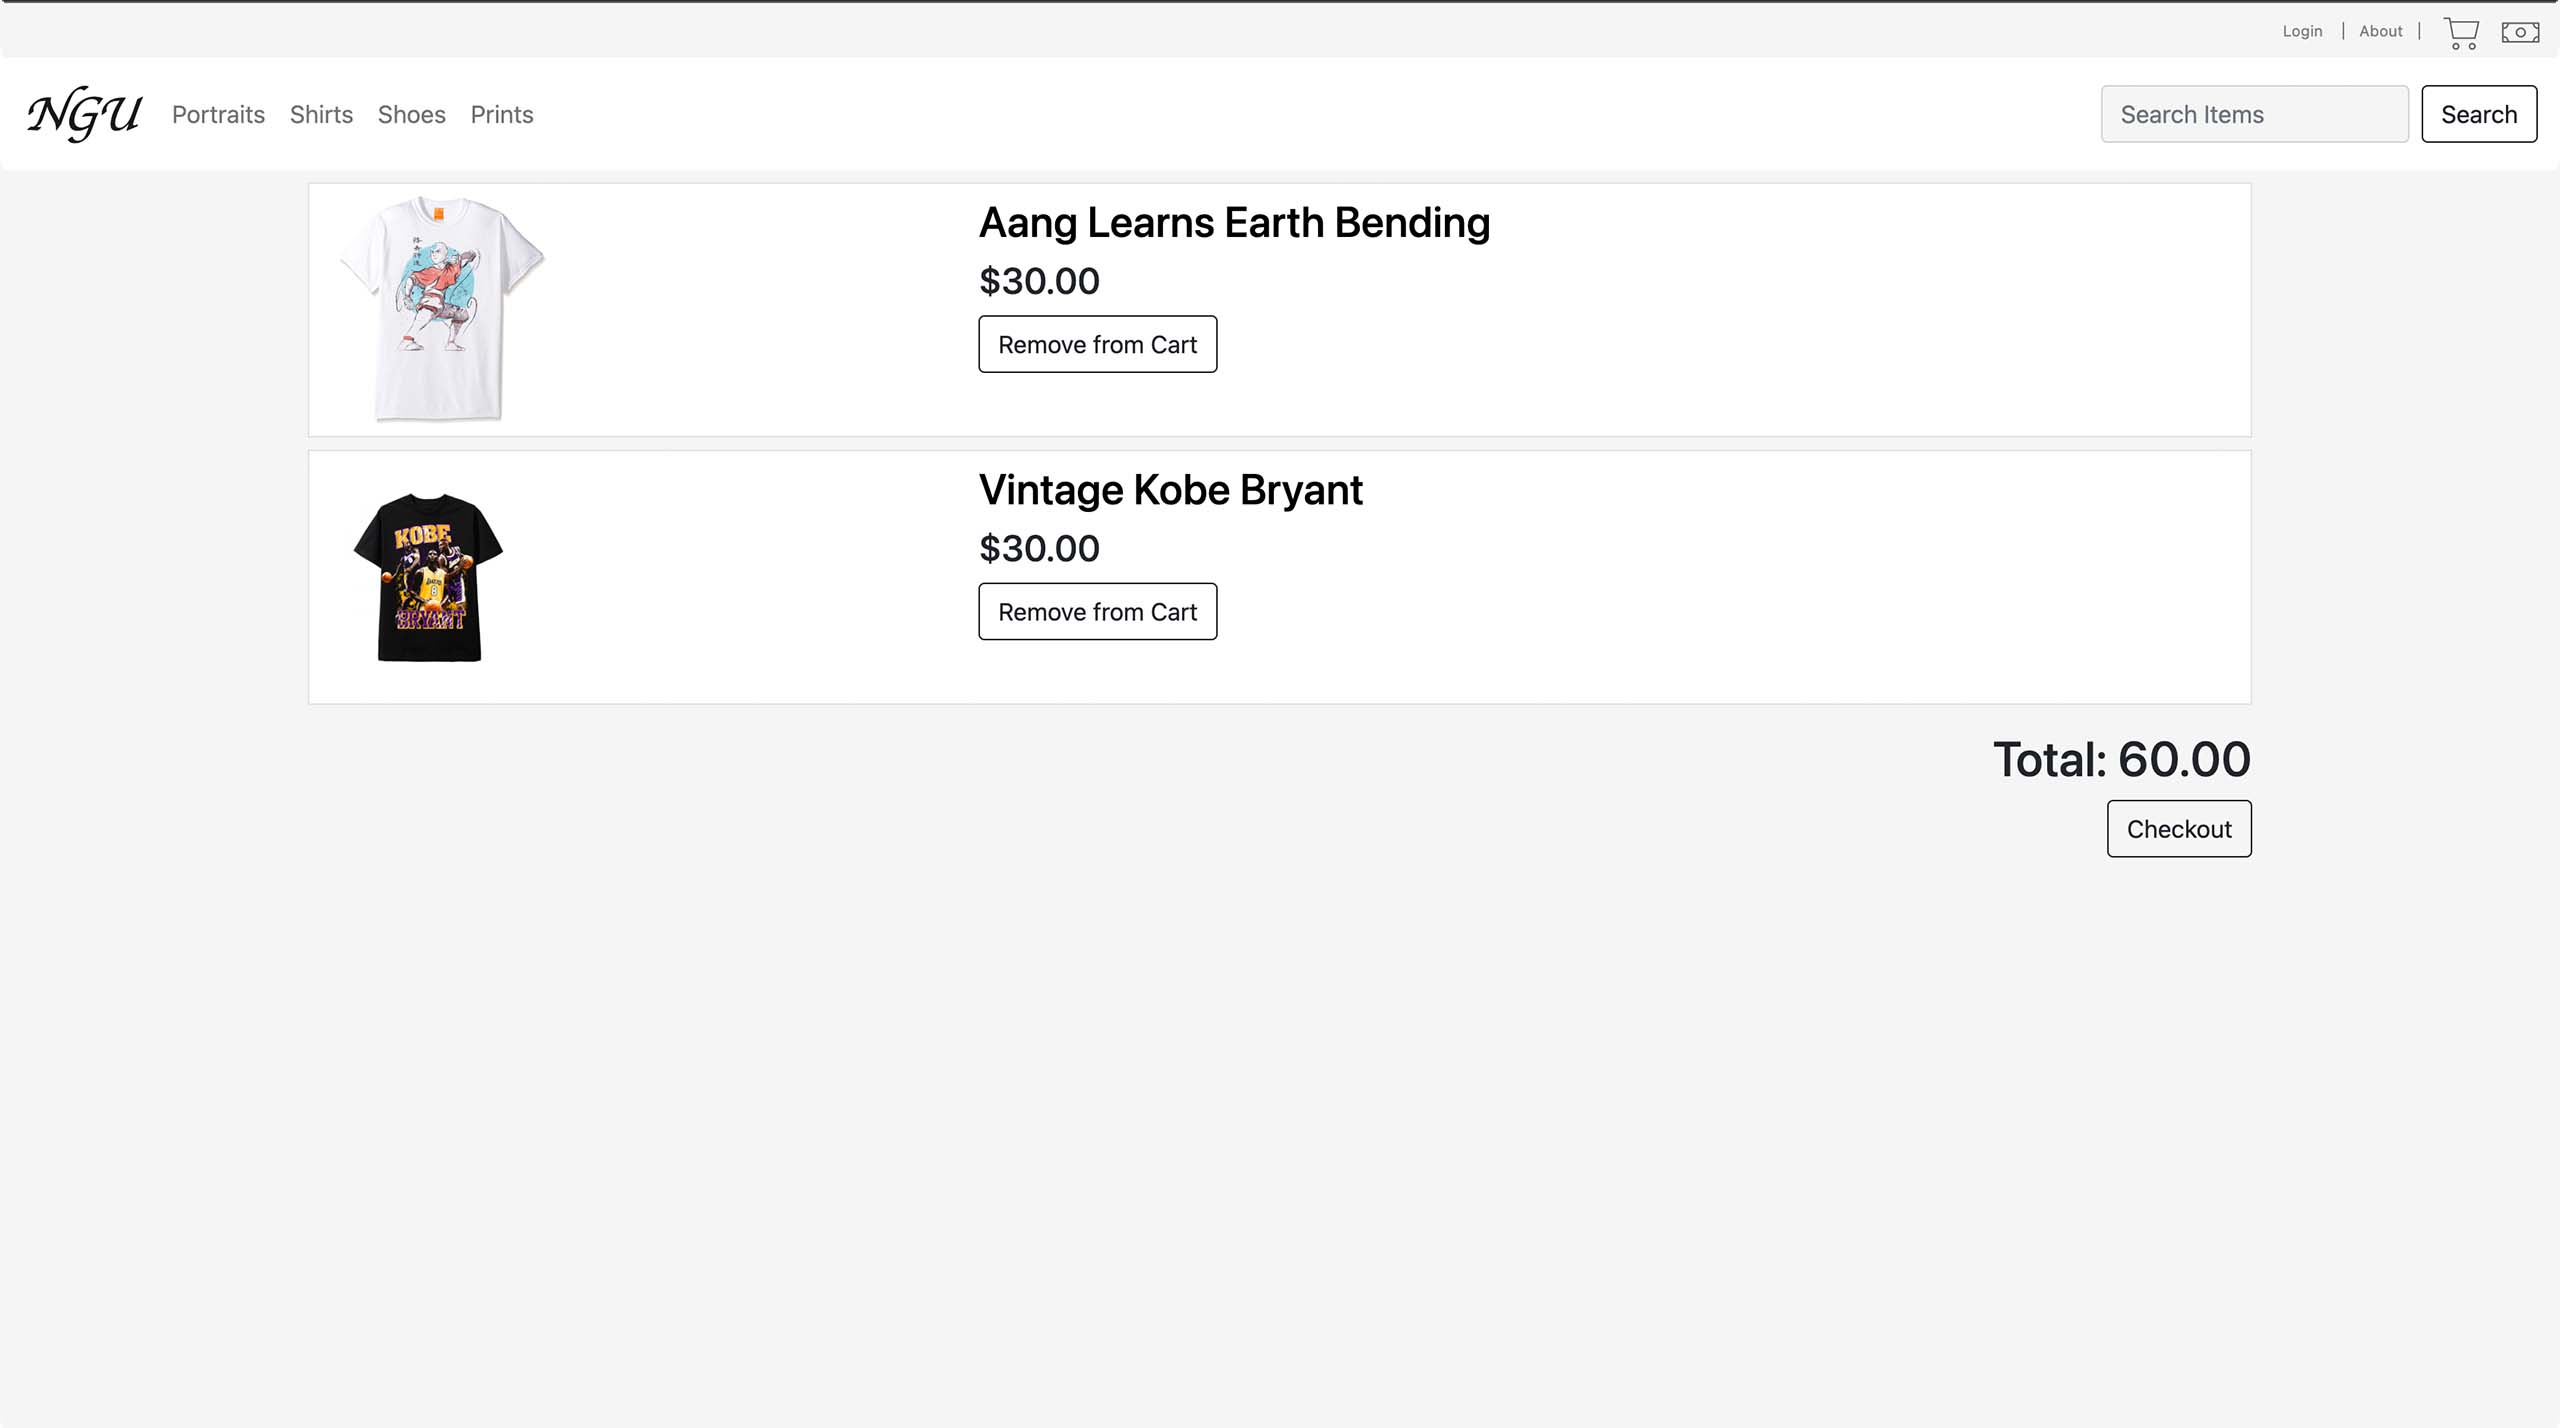 Login | About |
NGU Portraits Shirts Shoes Prints Search Items Search
Aang Learns Earth Bending
$30.00
Remove from Cart
KOBE
BRYANT
8
Vintage Kobe Bryant
$30.00
Remove from Cart
Total: 60.00
Checkout